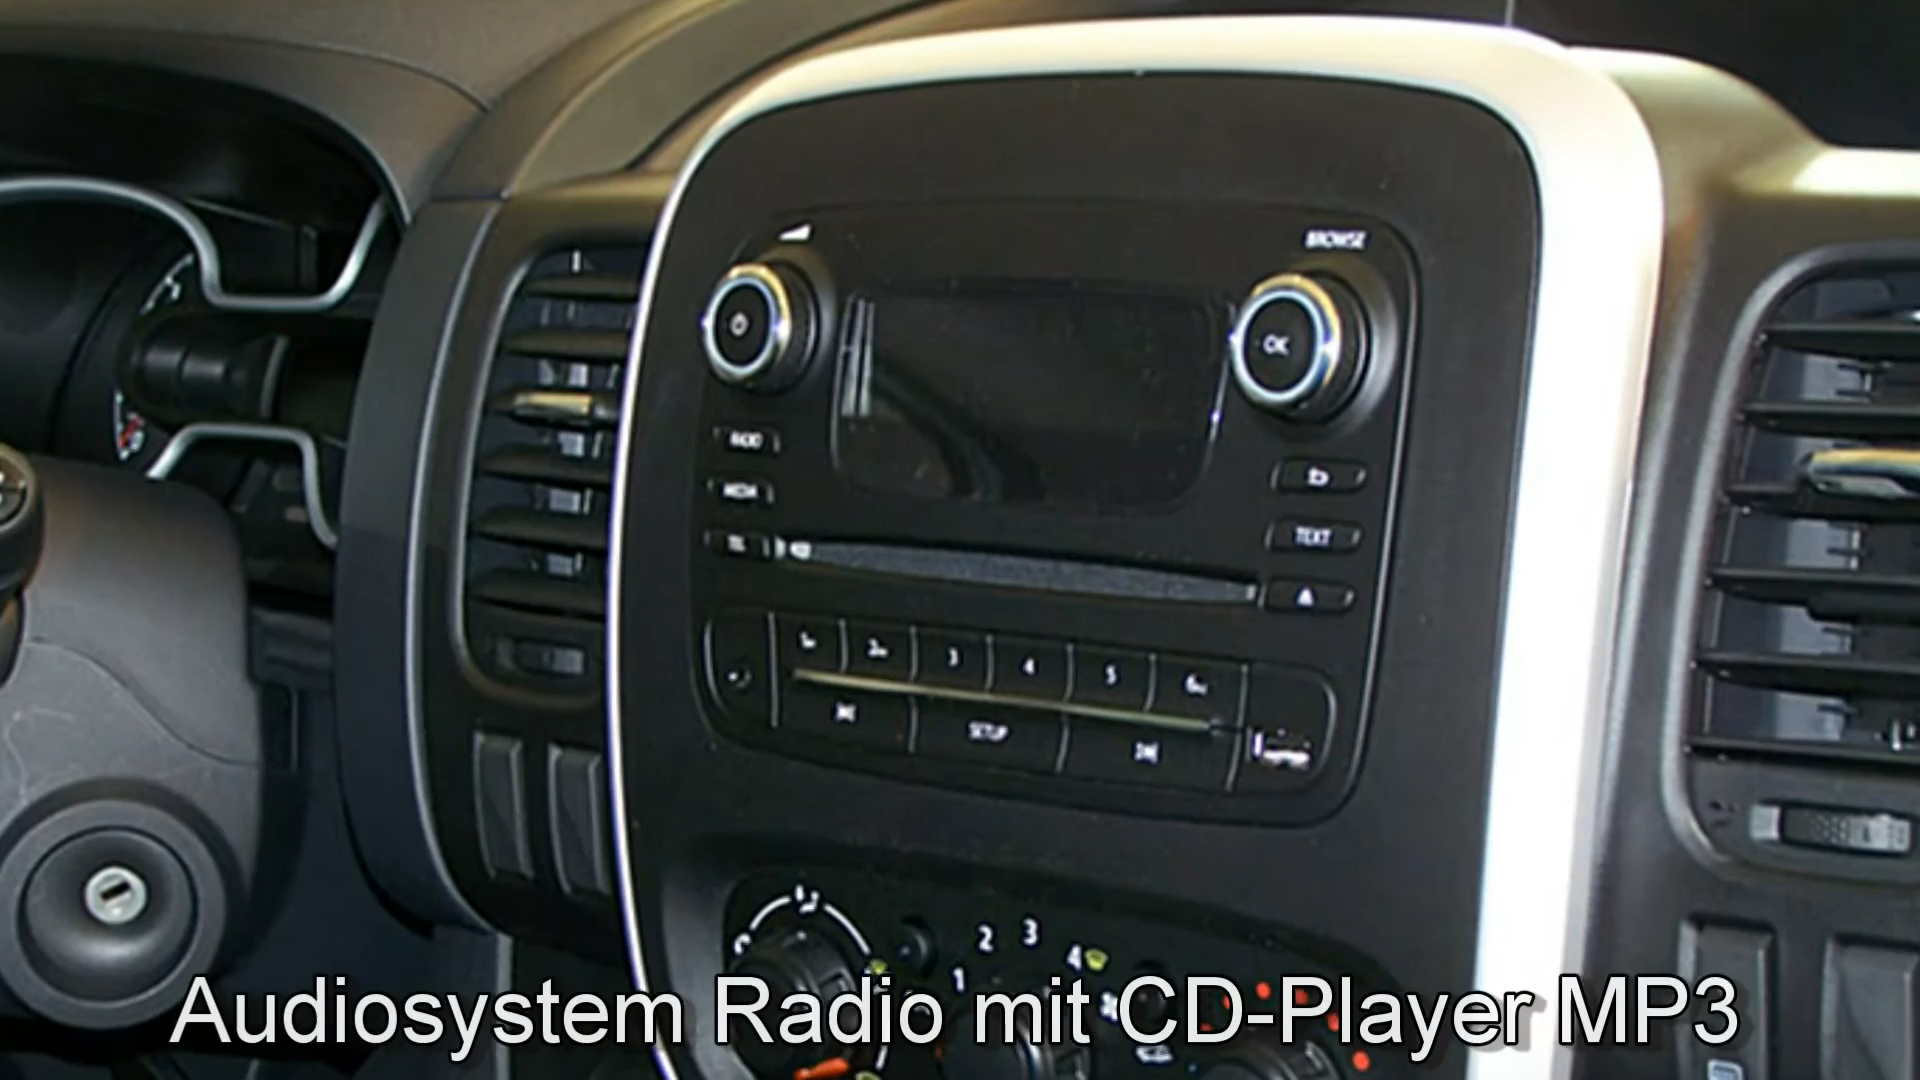 BROWSE
OK
RADIO
MEDIA
TEL
TEXT
1
2
3
4
5
6
SETUP
1 2 3 4
Audiosystem Radio mit CD-Player MP3